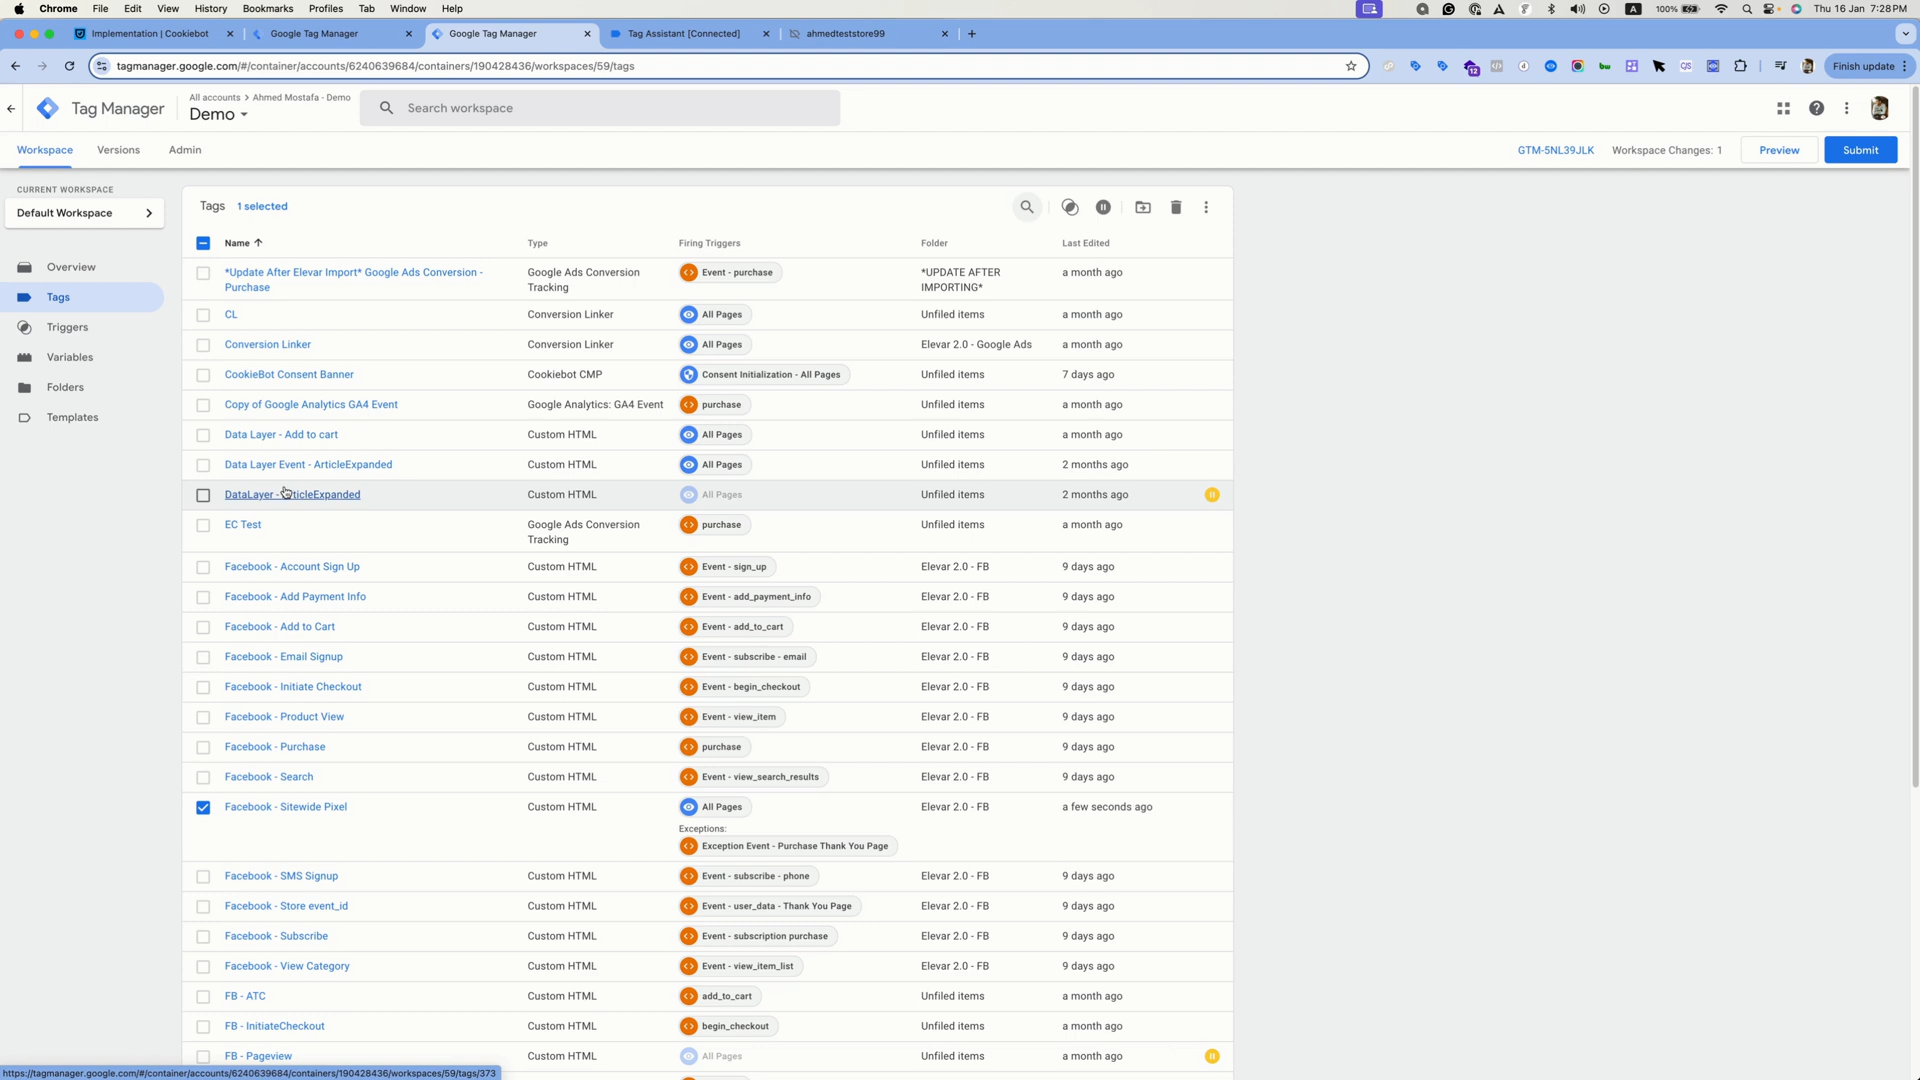 Chrome File Edit View History Bookmarks Profiles Tab Window Help
A 100% Thu 16 Jan 7:28 PM
Implementation | Cookiebot
Google Tag Manager
Google Tag Manager
Tag Assistant [Connected]
ahmedteststore99
tagmanager.google.com/#/container/accounts/6240639684/containers/190428436/workspaces/59/tags
12
Finish update
Tag Manager
All accounts > Ahmed Mostafa - Demo
Demo
Search workspace
Workspace Versions Admin
GTM-5NL39JLK Workspace Changes: 1 Preview Submit
CURRENT WORKSPACE
Default Workspace
Overview
Tags
Triggers
Variables
Folders
Templates
Tags 1 selected
Name Type Firing Triggers Folder Last Edited
*Update After Elevar Import* Google Ads Conversion - Purchase Google Ads Conversion Tracking Event - purchase *UPDATE AFTER IMPORTING* a month ago
CL Conversion Linker All Pages Unfiled items a month ago
Conversion Linker Conversion Linker All Pages Elevar 2.0 - Google Ads a month ago
CookieBot Consent Banner Cookiebot CMP Consent Initialization - All Pages Unfiled items 7 days ago
Copy of Google Analytics GA4 Event Google Analytics: GA4 Event purchase Unfiled items a month ago
Data Layer - Add to cart Custom HTML All Pages Unfiled items a month ago
Data Layer Event - ArticleExpanded Custom HTML All Pages Unfiled items 2 months ago
DataLayer - ArticleExpanded Custom HTML All Pages Unfiled items 2 months ago
EC Test Google Ads Conversion Tracking purchase Unfiled items a month ago
Facebook - Account Sign Up Custom HTML Event - sign_up Elevar 2.0 - FB 9 days ago
Facebook - Add Payment Info Custom HTML Event - add_payment_info Elevar 2.0 - FB 9 days ago
Facebook - Add to Cart Custom HTML Event - add_to_cart Elevar 2.0 - FB 9 days ago
Facebook - Email Signup Custom HTML Event - subscribe - email Elevar 2.0 - FB 9 days ago
Facebook - Initiate Checkout Custom HTML Event - begin_checkout Elevar 2.0 - FB 9 days ago
Facebook - Product View Custom HTML Event - view_item Elevar 2.0 - FB 9 days ago
Facebook - Purchase Custom HTML purchase Elevar 2.0 - FB 9 days ago
Facebook - Search Custom HTML Event - view_search_results Elevar 2.0 - FB 9 days ago
Facebook - Sitewide Pixel Custom HTML All Pages Elevar 2.0 - FB a few seconds ago
Exceptions:
Exception Event - Purchase Thank You Page
Facebook - SMS Signup Custom HTML Event - subscribe - phone Elevar 2.0 - FB 9 days ago
Facebook - Store event_id Custom HTML Event - user_data - Thank You Page Elevar 2.0 - FB 9 days ago
Facebook - Subscribe Custom HTML Event - subscription purchase Elevar 2.0 - FB 9 days ago
Facebook - View Category Custom HTML Event - view_item_list Elevar 2.0 - FB 9 days ago
FB - ATC Custom HTML add_to_cart Unfiled items a month ago
FB - InitiateCheckout Custom HTML begin_checkout Unfiled items a month ago
FB - Pageview Custom HTML All Pages Unfiled items a month ago
https://tagmanager.google.com/#/container/accounts/6240639684/containers/190428436/workspaces/59/tags/373